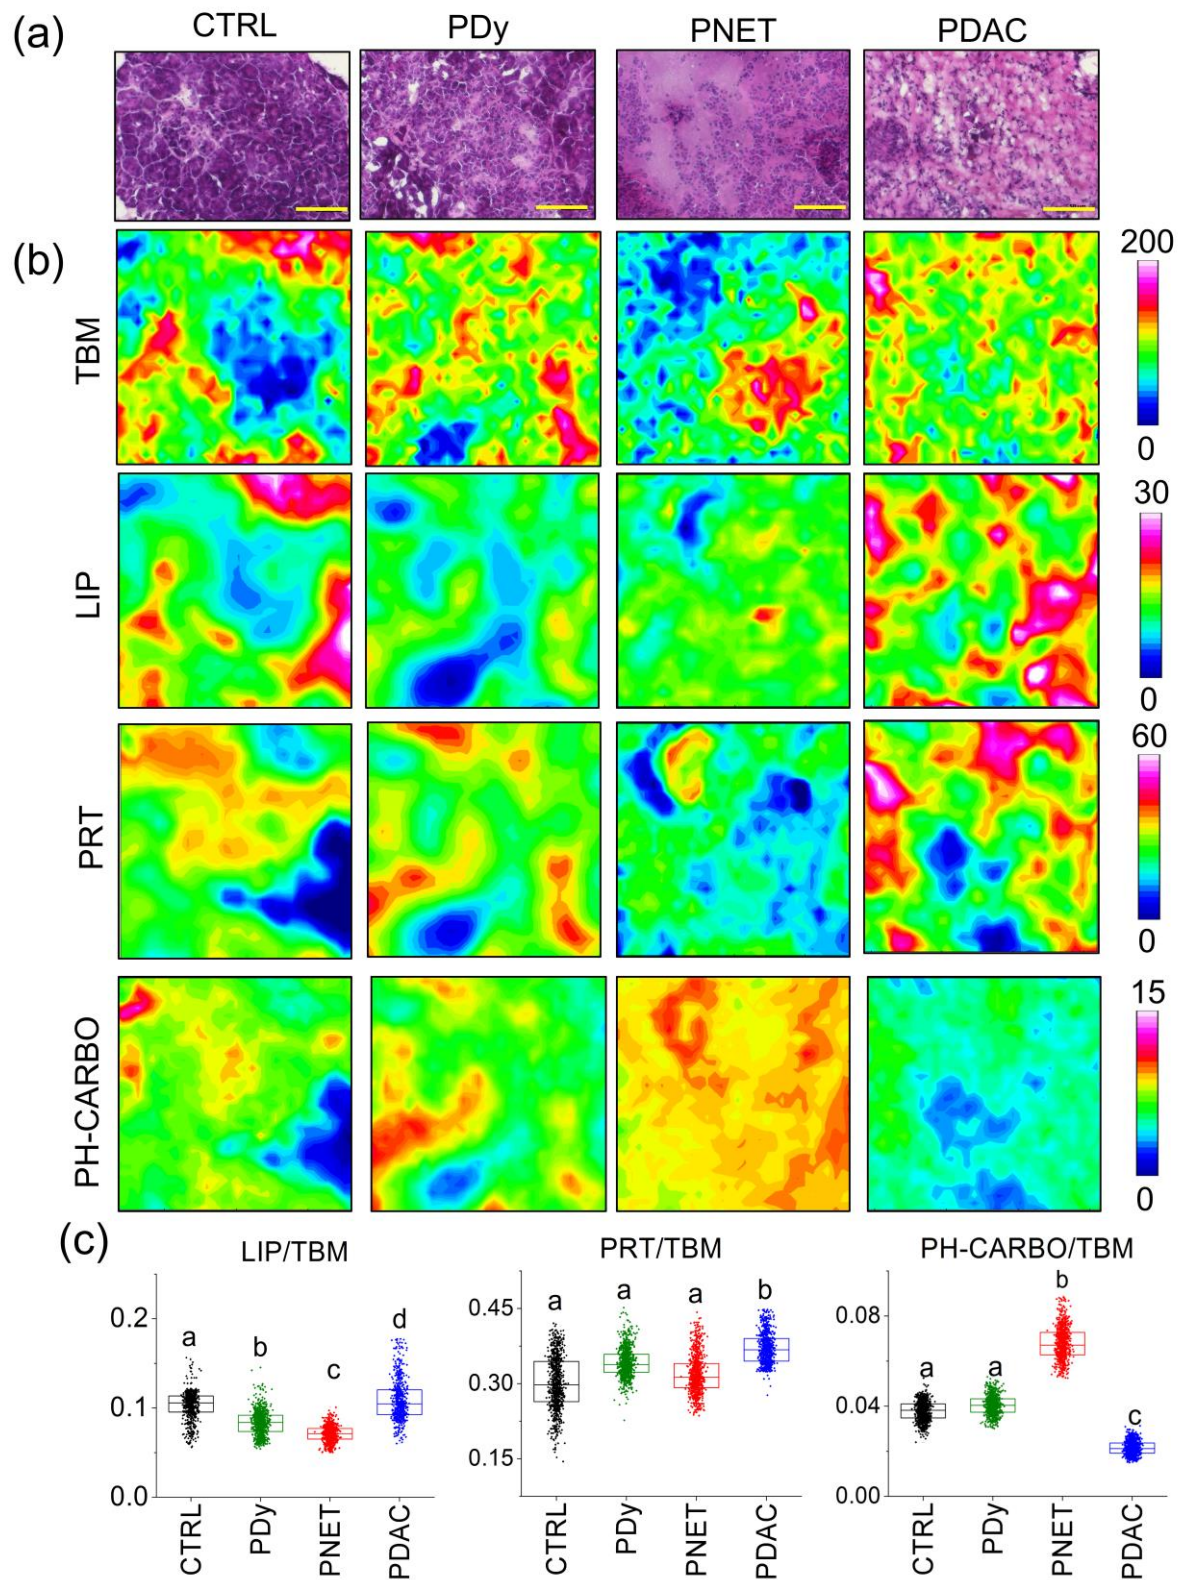 (a)
CTRL PDy PNET PDAC
(b)
TBM
200
0
LIP
30
0
PRT
60
0
PH-CARBO
15
0
(c)
LIP/TBM PRT/TBM PH-CARBO/TBM
0.2
0.1
0.0
a b c d
CTRL PDy PNET PDAC
0.45
0.30
0.15
a a a b
CTRL PDy PNET PDAC
0.08
0.04
0.00
a a b c
CTRL PDy PNET PDAC